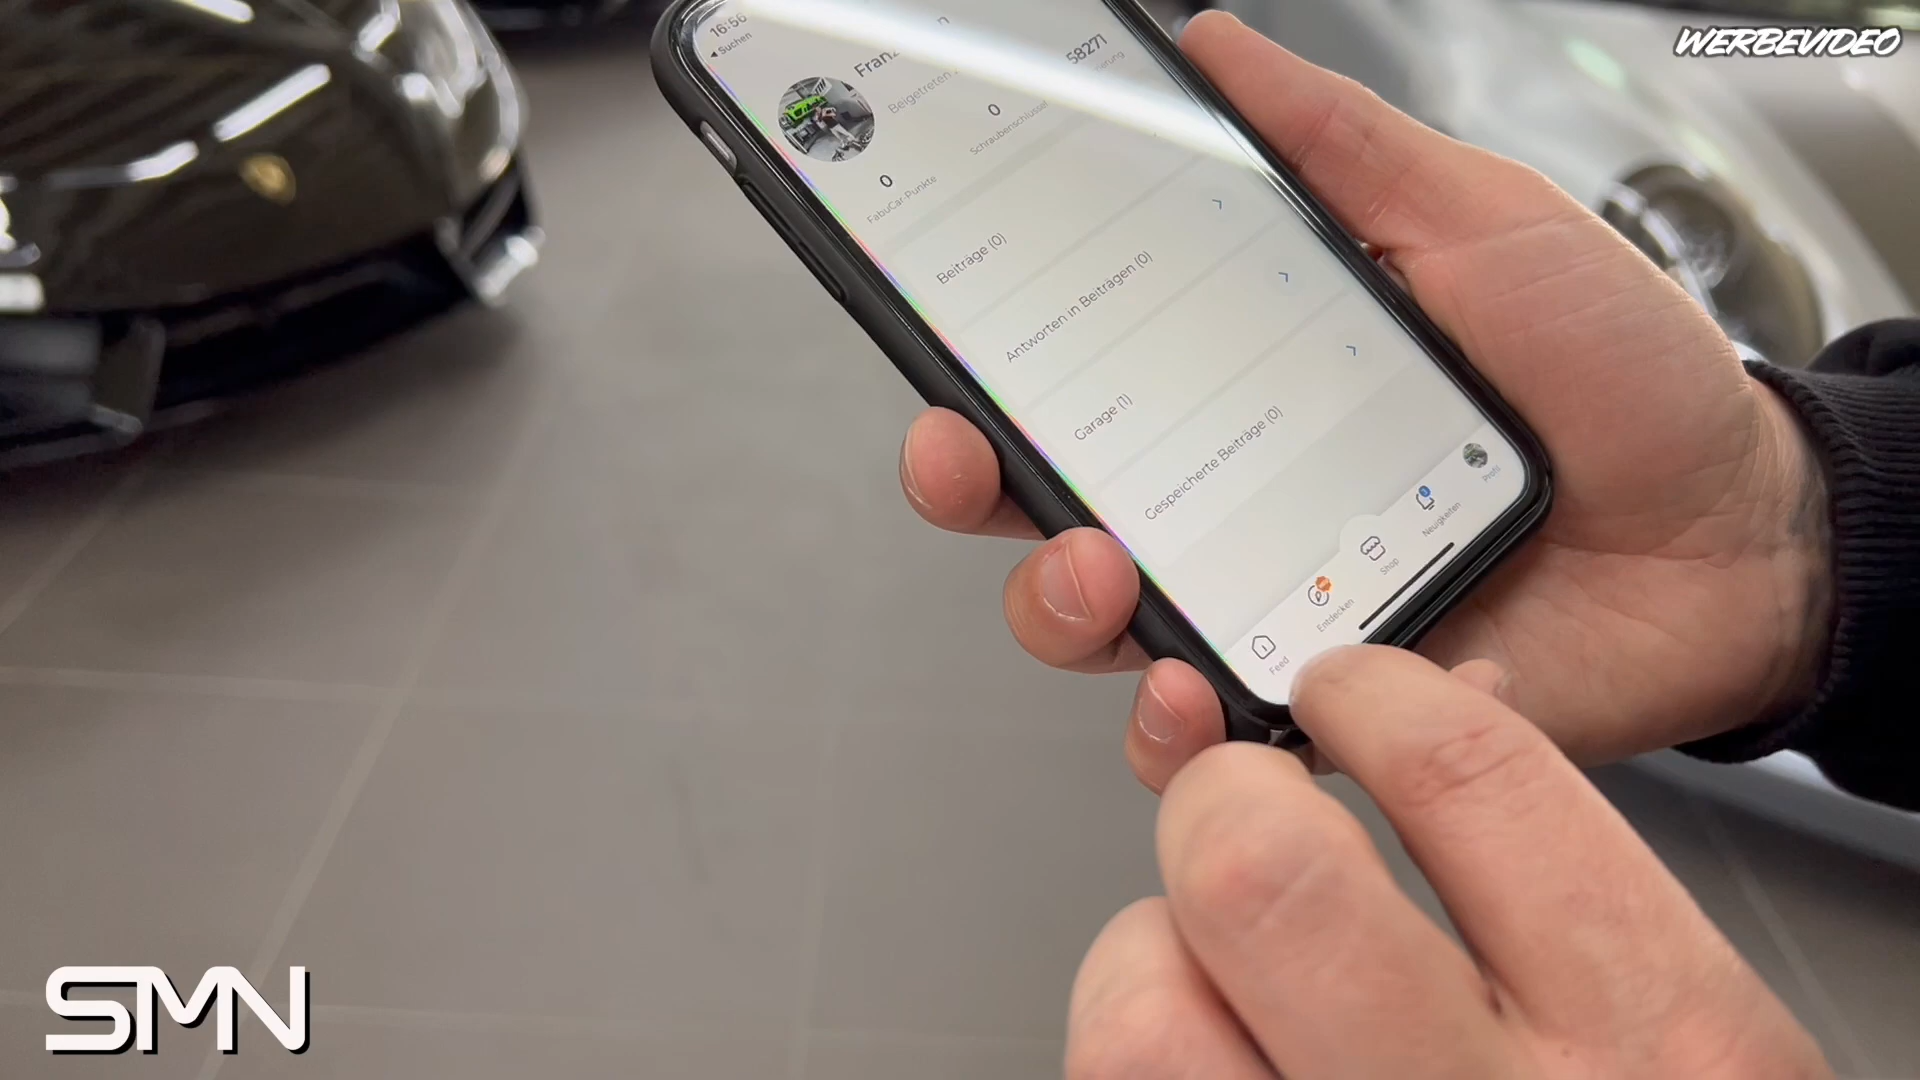 WERBEVIDEO
16:56
◀ Suchen
Beigetreten
0
FabuCar-Punkte
0
Schraubenschlüssel
58271
Beiträge (0)
Antworten in Beiträgen (0)
Garage (1)
Gespeicherte Beiträge (0)
Feed
Entdecken
Shop
Neuigkeiten
Profil
SMN